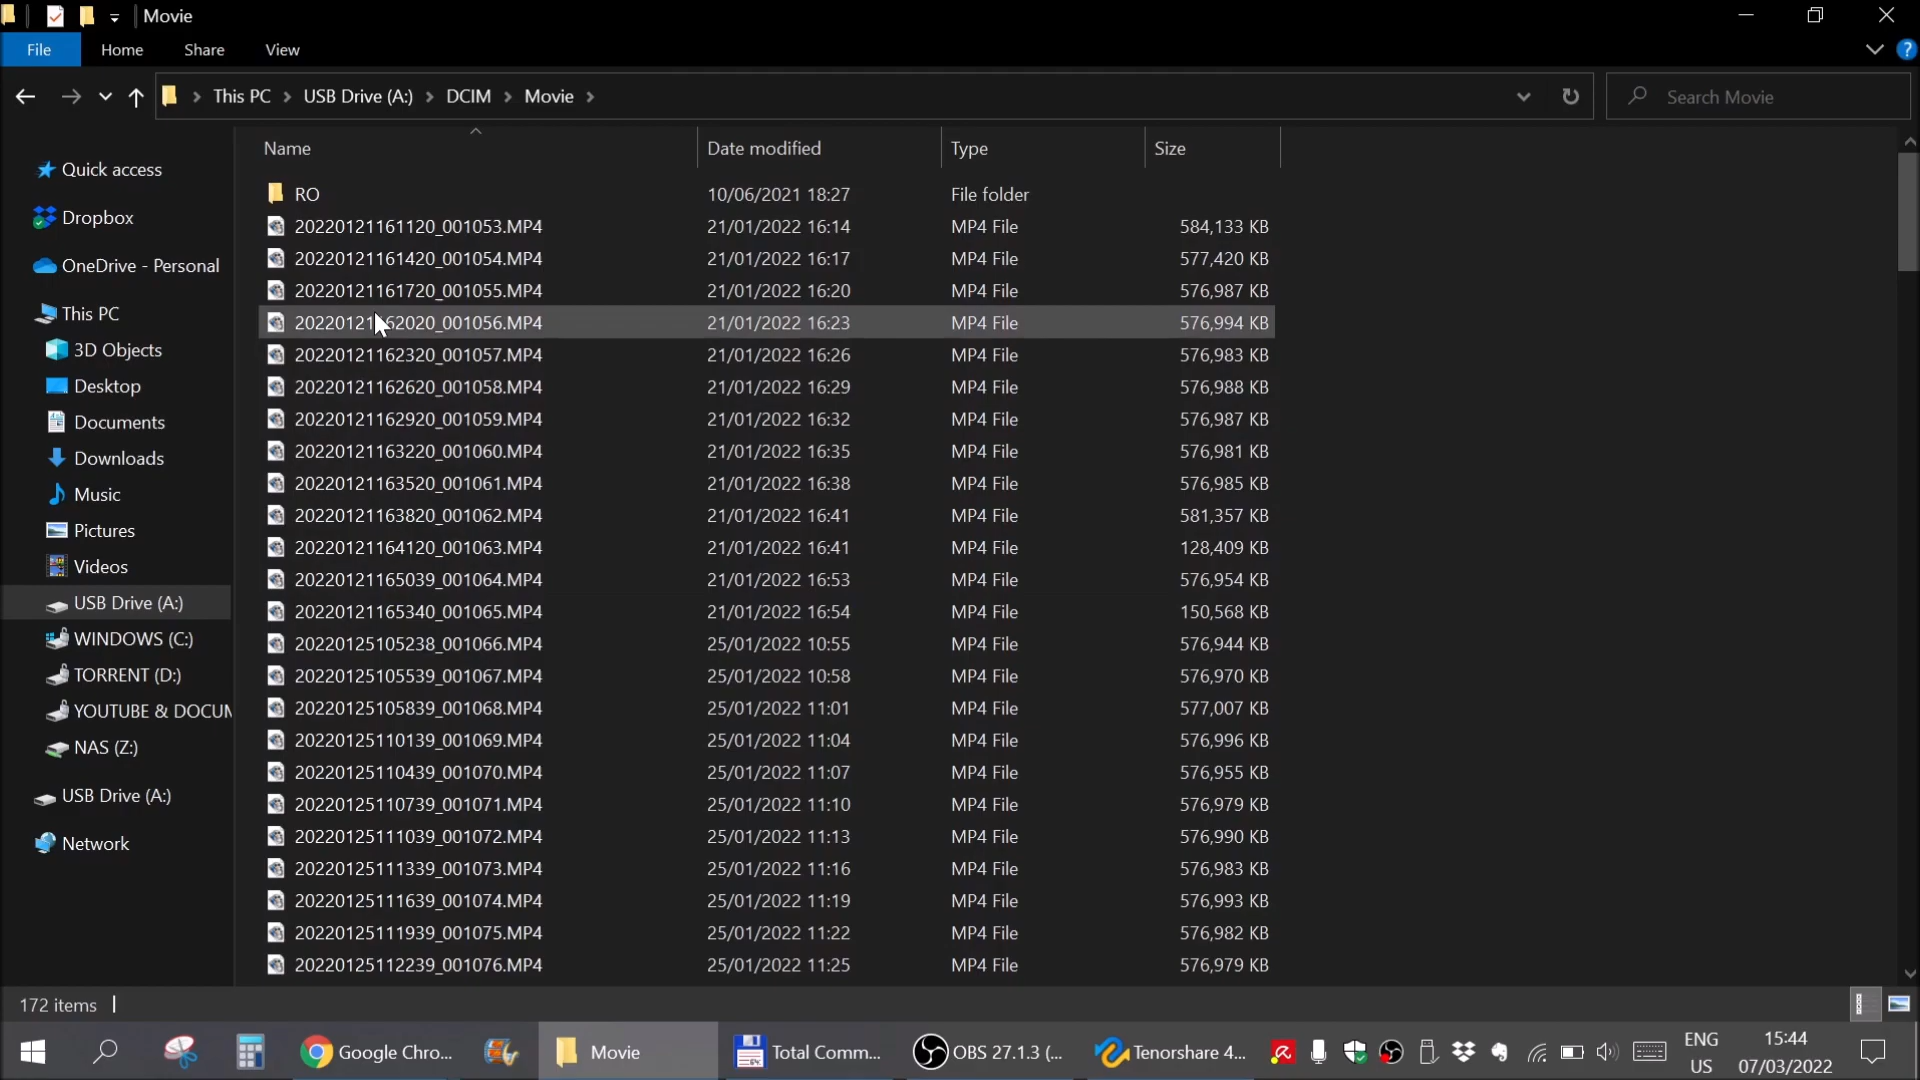 Movie
File Home Share View
This PC > USB Drive (A:) > DCIM > Movie >
Search Movie
Name Date modified Type Size
Quick access
Dropbox
OneDrive - Personal
This PC
3D Objects
Desktop
Documents
Downloads
Music
Pictures
Videos
USB Drive (A:)
WINDOWS (C:)
TORRENT (D:)
YOUTUBE & DOCUM
NAS (Z:)
USB Drive (A:)
Network
RO 10/06/2021 18:27 File folder
20220121161120_001053.MP4 21/01/2022 16:14 MP4 File 584,133 KB
20220121161420_001054.MP4 21/01/2022 16:17 MP4 File 577,420 KB
20220121161720_001055.MP4 21/01/2022 16:20 MP4 File 576,987 KB
20220121162020_001056.MP4 21/01/2022 16:23 MP4 File 576,994 KB
20220121162320_001057.MP4 21/01/2022 16:26 MP4 File 576,983 KB
20220121162620_001058.MP4 21/01/2022 16:29 MP4 File 576,988 KB
20220121162920_001059.MP4 21/01/2022 16:32 MP4 File 576,987 KB
20220121163220_001060.MP4 21/01/2022 16:35 MP4 File 576,981 KB
20220121163520_001061.MP4 21/01/2022 16:38 MP4 File 576,985 KB
20220121163820_001062.MP4 21/01/2022 16:41 MP4 File 581,357 KB
20220121164120_001063.MP4 21/01/2022 16:41 MP4 File 128,409 KB
20220121165039_001064.MP4 21/01/2022 16:53 MP4 File 576,954 KB
20220121165340_001065.MP4 21/01/2022 16:54 MP4 File 150,568 KB
20220125105238_001066.MP4 25/01/2022 10:55 MP4 File 576,944 KB
20220125105539_001067.MP4 25/01/2022 10:58 MP4 File 576,970 KB
20220125105839_001068.MP4 25/01/2022 11:01 MP4 File 577,007 KB
20220125110139_001069.MP4 25/01/2022 11:04 MP4 File 576,996 KB
20220125110439_001070.MP4 25/01/2022 11:07 MP4 File 576,955 KB
20220125110739_001071.MP4 25/01/2022 11:10 MP4 File 576,979 KB
20220125111039_001072.MP4 25/01/2022 11:13 MP4 File 576,990 KB
20220125111339_001073.MP4 25/01/2022 11:16 MP4 File 576,983 KB
20220125111639_001074.MP4 25/01/2022 11:19 MP4 File 576,993 KB
20220125111939_001075.MP4 25/01/2022 11:22 MP4 File 576,982 KB
20220125112239_001076.MP4 25/01/2022 11:25 MP4 File 576,979 KB
172 items
Google Chro... Movie Total Comm... OBS 27.1.3 (... Tenorshare 4...
ENG
US
15:44
07/03/2022